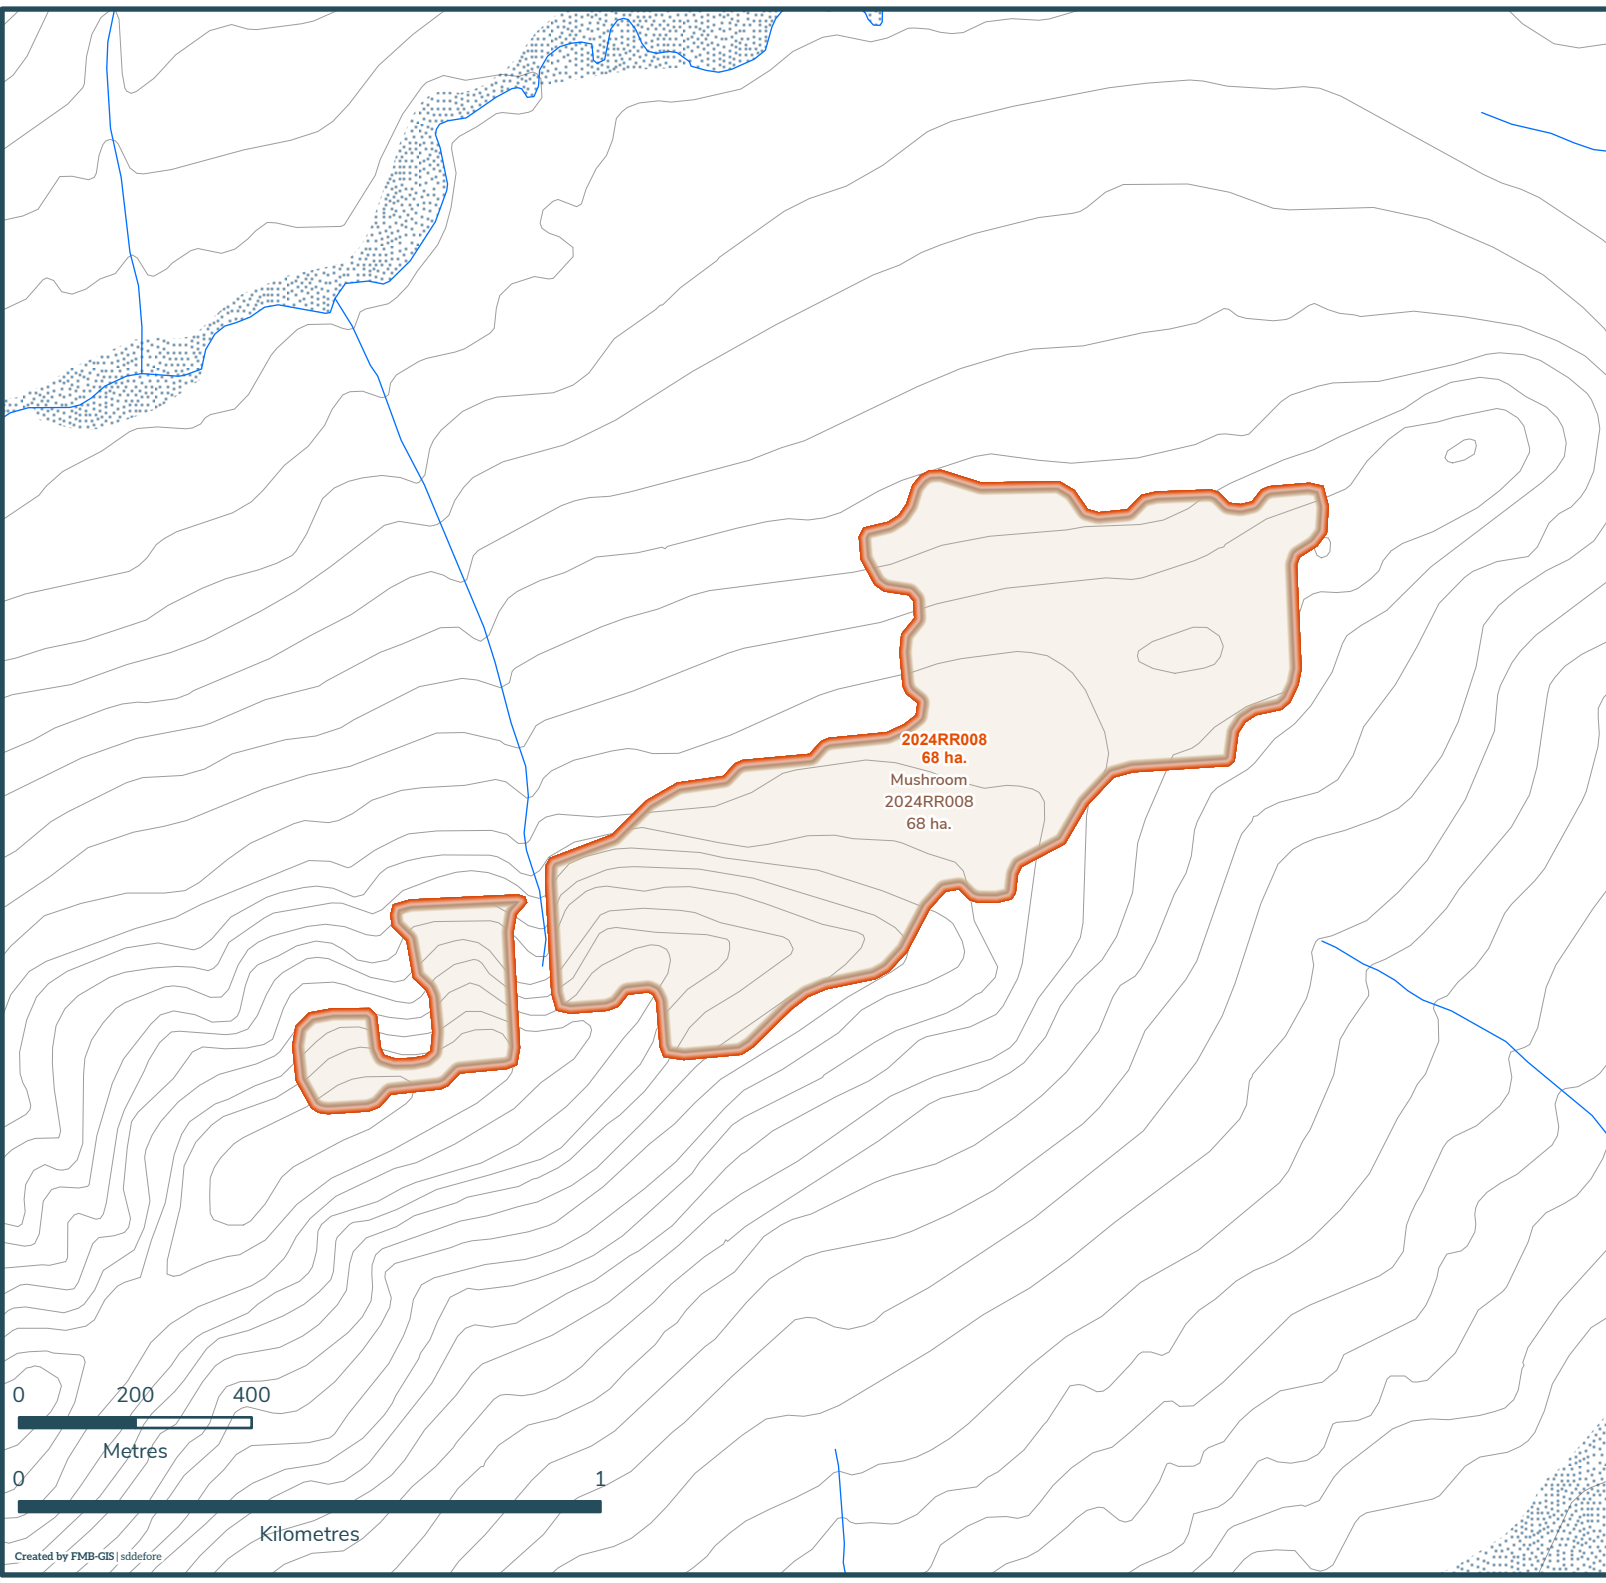 2024RR008
68 ha.
Mushroom
2024RR008
68 ha.
0 200 400
Metres
0 1
Kilometres
Created by FMB-GIS | sddefore